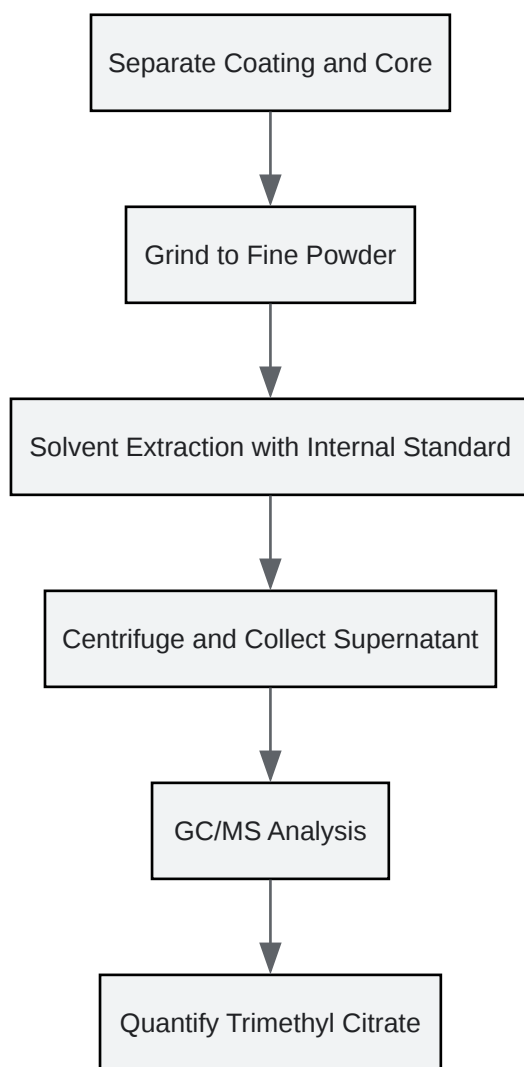 Separate Coating and Core
Grind to Fine Powder
Solvent Extraction with Internal Standard
Centrifuge and Collect Supernatant
GC/MS Analysis
Quantify Trimethyl Citrate